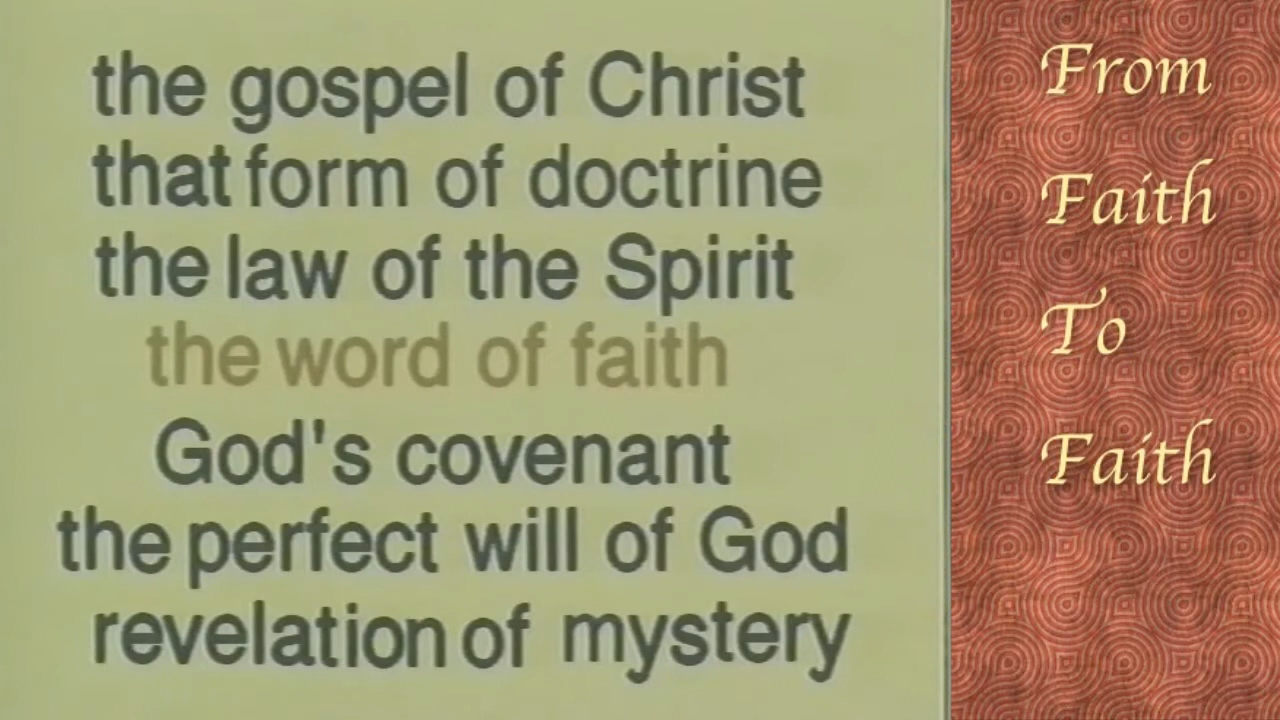 the gospel of Christ
that form of doctrine
the law of the Spirit
the word of faith
God's covenant
the perfect will of God
revelation of mystery
From
Faith
To
Faith